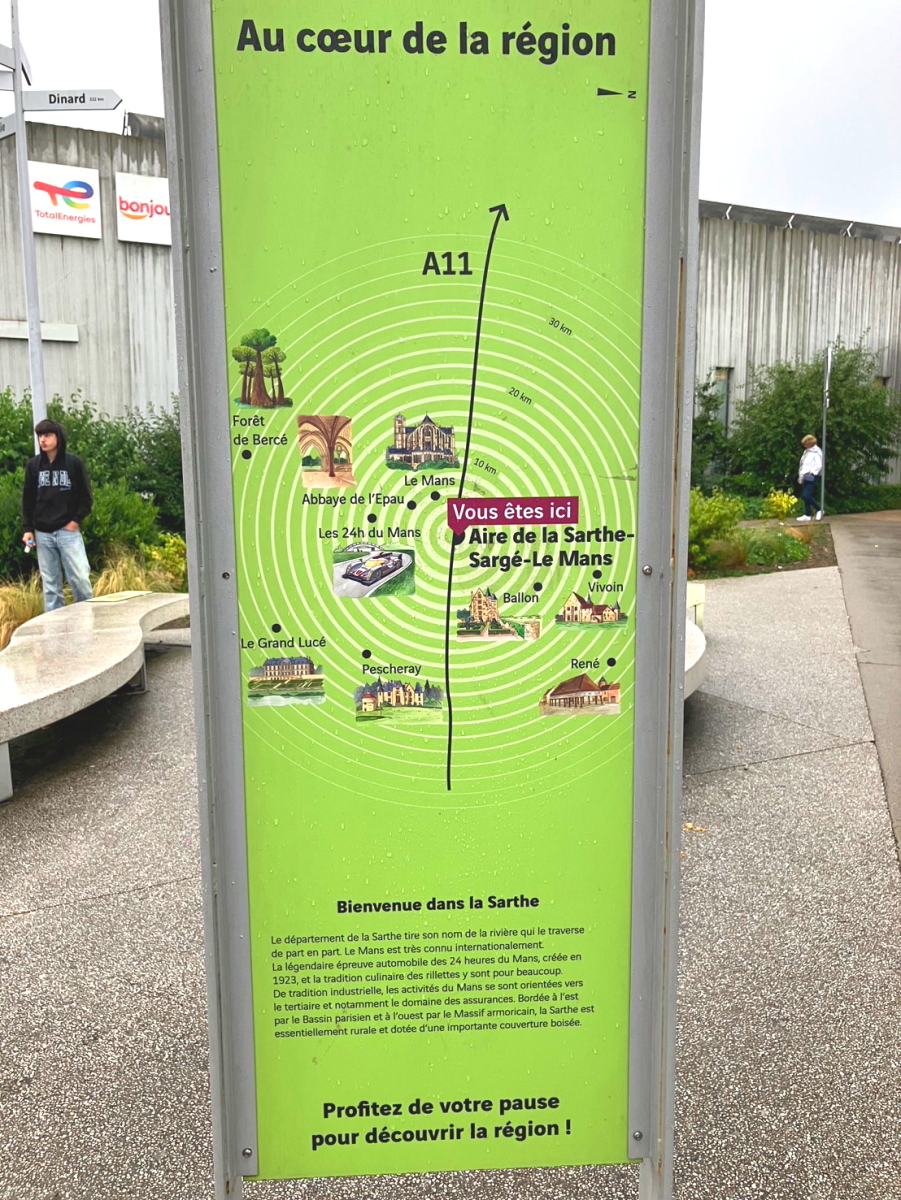 Au cœur de la région
N
Dinard
TotalEnergies
bonjou
A11
30 km
20 km
10 km
Forêt
de Bercé
Abbaye de l'Epau
Le Mans
Les 24h du Mans
Vous êtes ici
Aire de la Sarthe-
Sargé-Le Mans
Ballon
Vivoin
Le Grand Lucé
Pescheray
René
Bienvenue dans la Sarthe
Le département de la Sarthe tire son nom de la rivière qui le traverse
de part en part. Le Mans est très connu internationalement.
La légendaire épreuve automobile des 24 heures du Mans, créée en
1923, et la tradition culinaire des rillettes y sont pour beaucoup.
De tradition industrielle, les activités du Mans se sont orientées vers
le tertiaire et notamment le domaine des assurances. Bordée à l'est
par le Bassin parisien et à l'ouest par le Massif armoricain, la Sarthe est
essentiellement rurale et dotée d'une importante couverture boisée.
Profitez de votre pause
pour découvrir la région !